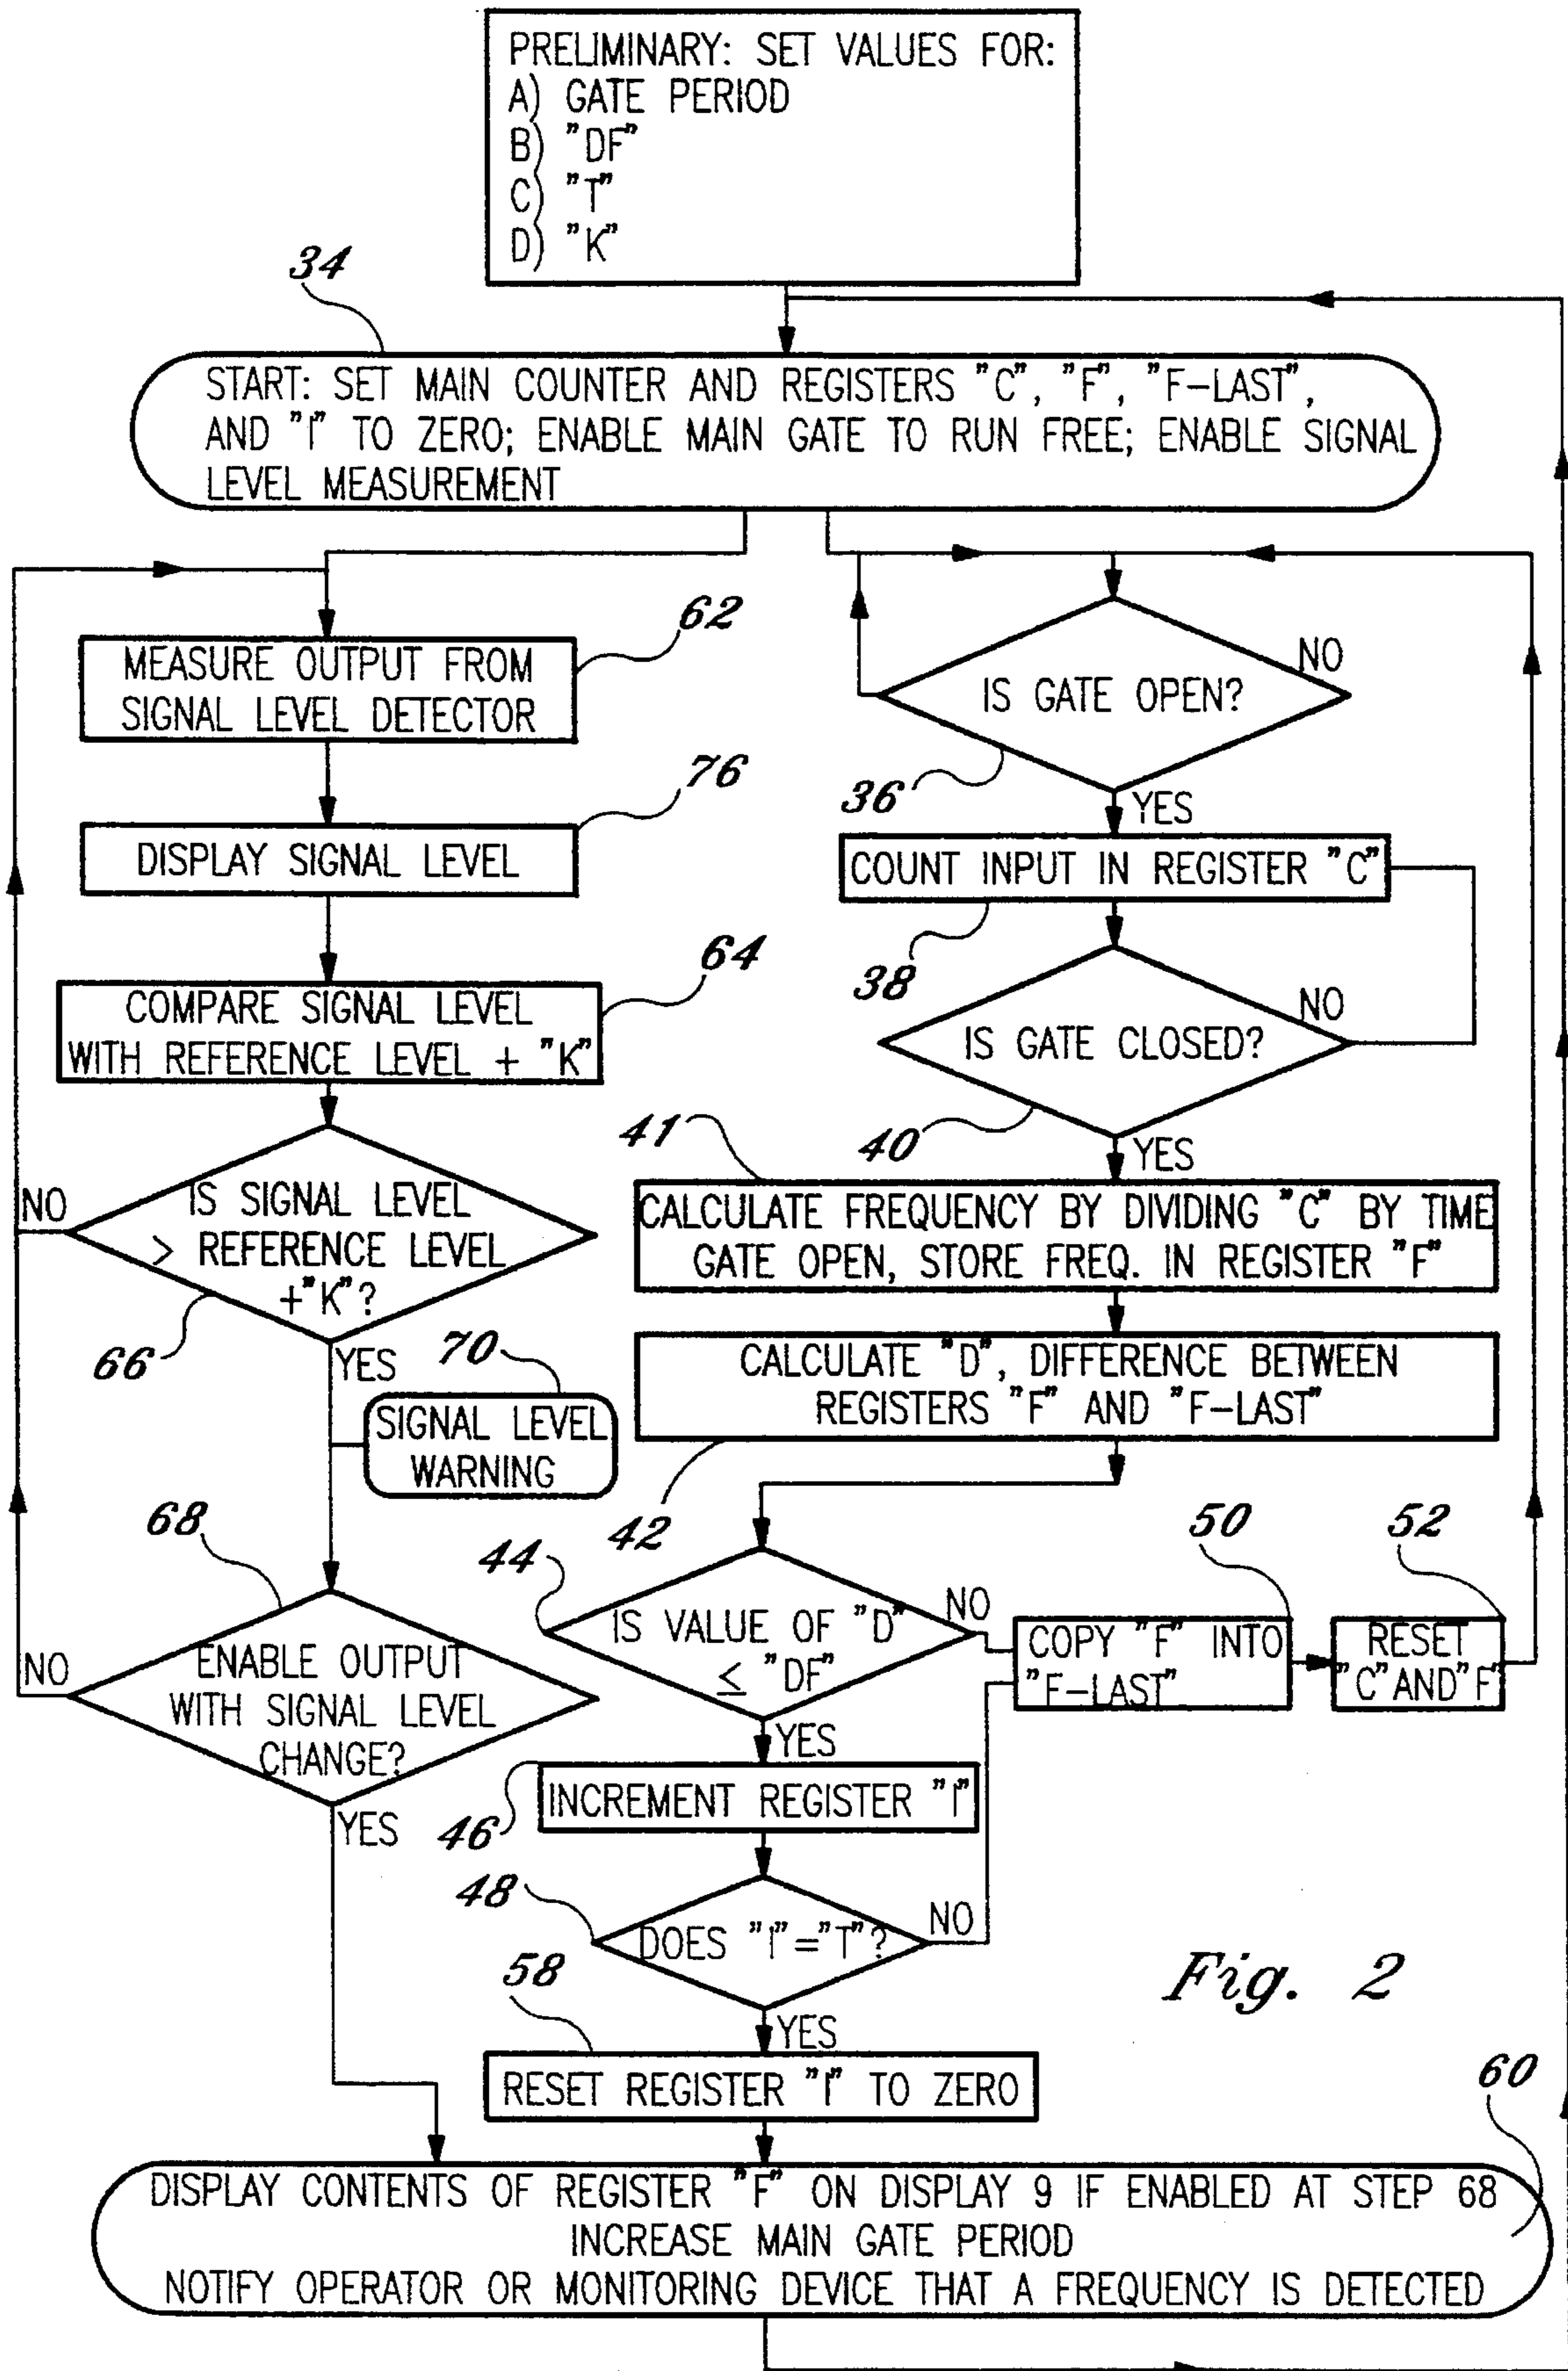 PRELIMINARY: SET VALUES FOR:
A) GATE PERIOD
B) "DF"
C) "T"
D) "K"
34
START: SET MAIN COUNTER AND REGISTERS "C", "F", "F-LAST",
AND "I" TO ZERO; ENABLE MAIN GATE TO RUN FREE; ENABLE SIGNAL
LEVEL MEASUREMENT
62
MEASURE OUTPUT FROM
SIGNAL LEVEL DETECTOR
76
DISPLAY SIGNAL LEVEL
64
COMPARE SIGNAL LEVEL
WITH REFERENCE LEVEL + "K"
IS SIGNAL LEVEL
> REFERENCE LEVEL
+"K"?
NO
66
YES
70
SIGNAL LEVEL
WARNING
68
ENABLE OUTPUT
WITH SIGNAL LEVEL
CHANGE?
NO
YES
IS GATE OPEN?
NO
36
YES
COUNT INPUT IN REGISTER "C"
38
IS GATE CLOSED?
NO
40
YES
41
CALCULATE FREQUENCY BY DIVIDING "C" BY TIME
GATE OPEN, STORE FREQ. IN REGISTER "F"
CALCULATE "D", DIFFERENCE BETWEEN
REGISTERS "F" AND "F-LAST"
42
44
IS VALUE OF "D"
≤ "DF"
NO
YES
50
COPY "F" INTO
"F-LAST"
52
RESET
"C" AND "F"
46
INCREMENT REGISTER "I"
48
DOES "I"="T"?
NO
YES
58
RESET REGISTER "I" TO ZERO
Fig. 2
60
DISPLAY CONTENTS OF REGISTER "F" ON DISPLAY 9 IF ENABLED AT STEP 68
INCREASE MAIN GATE PERIOD
NOTIFY OPERATOR OR MONITORING DEVICE THAT A FREQUENCY IS DETECTED